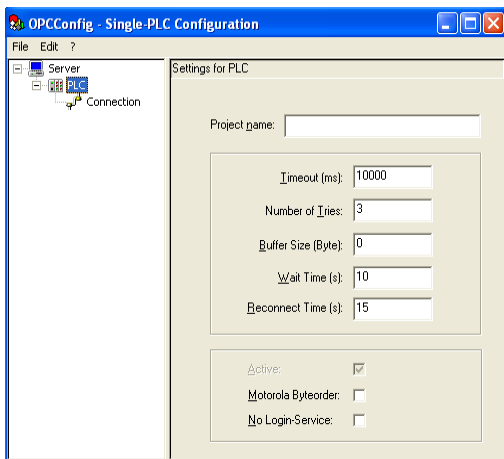 OPCConfig - Single-PLC Configuration
File Edit ?
Server
PLC
Connection
Settings for PLC
Project name:
Timeout (ms): 10000
Number of Tries: 3
Buffer Size (Byte): 0
Wait Time (s): 10
Reconnect Time (s): 15
Active:
Motorola Byteorder:
No Login-Service: